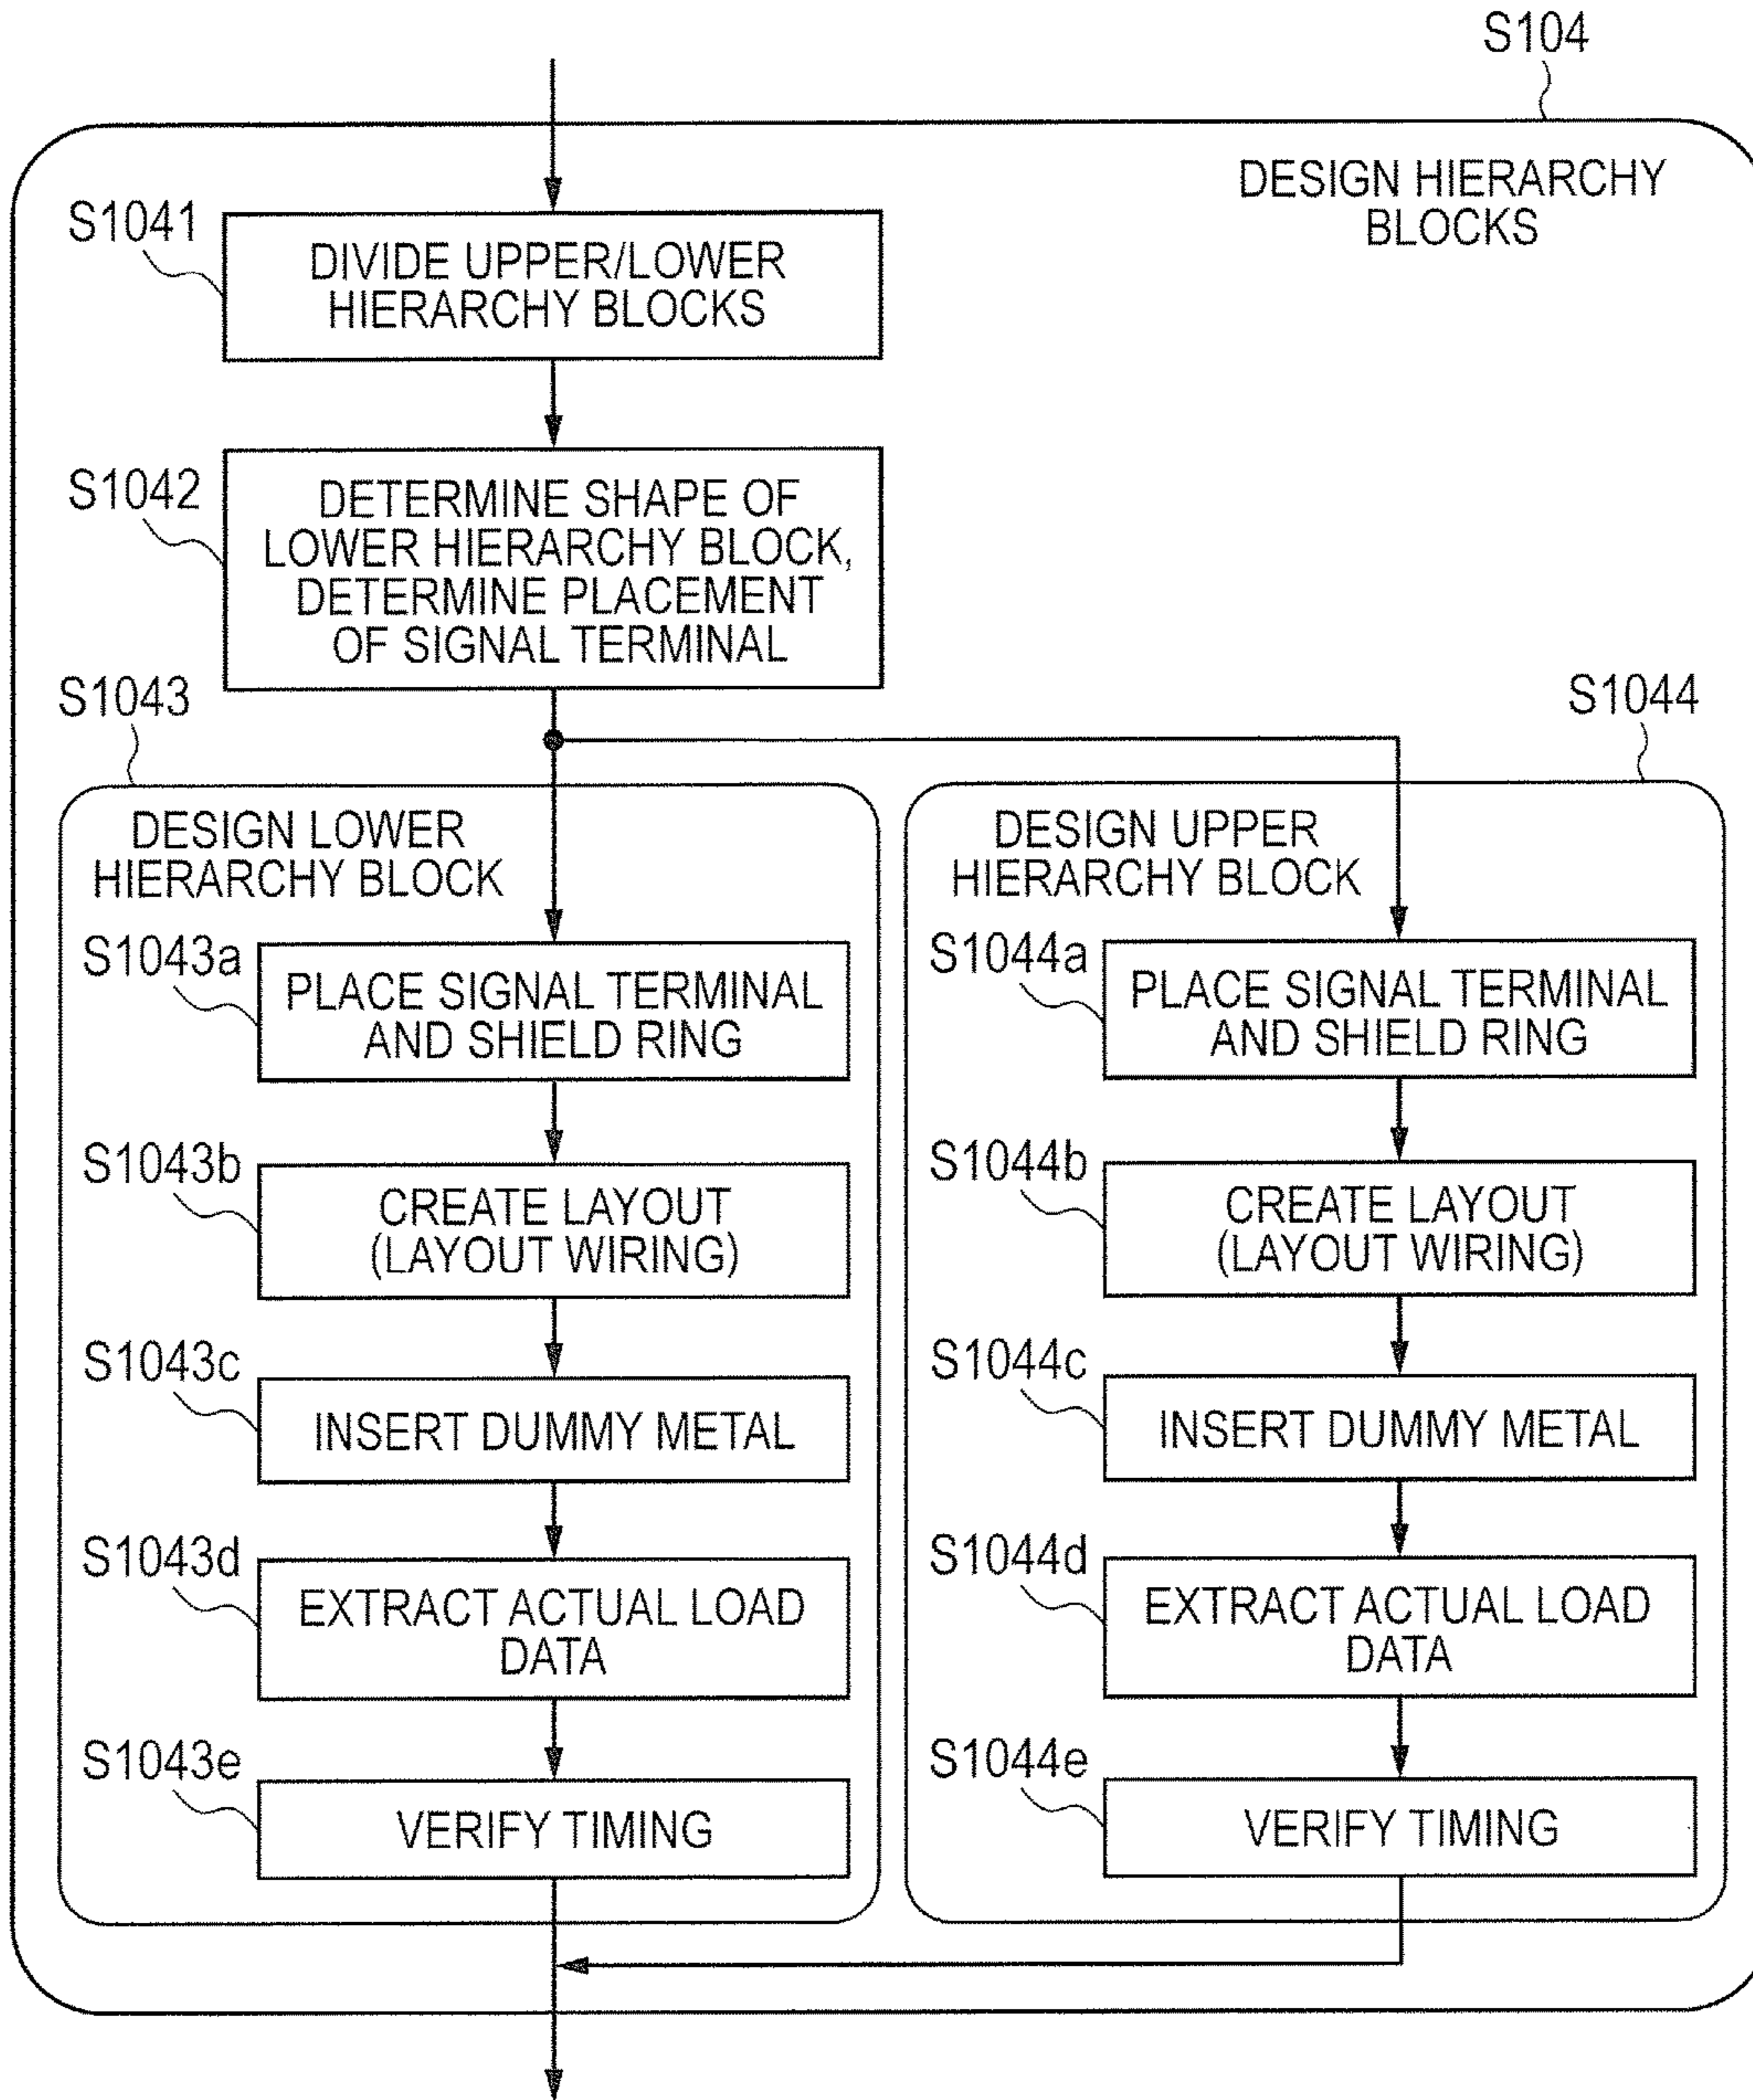 S104
DESIGN HIERARCHY
BLOCKS
S1041
DIVIDE UPPER/LOWER
HIERARCHY BLOCKS
S1042
DETERMINE SHAPE OF
LOWER HIERARCHY BLOCK,
DETERMINE PLACEMENT
OF SIGNAL TERMINAL
S1043
DESIGN LOWER
HIERARCHY BLOCK
S1043a
PLACE SIGNAL TERMINAL
AND SHIELD RING
S1043b
CREATE LAYOUT
(LAYOUT WIRING)
S1043c
INSERT DUMMY METAL
S1043d
EXTRACT ACTUAL LOAD
DATA
S1043e
VERIFY TIMING
S1044
DESIGN UPPER
HIERARCHY BLOCK
S1044a
PLACE SIGNAL TERMINAL
AND SHIELD RING
S1044b
CREATE LAYOUT
(LAYOUT WIRING)
S1044c
INSERT DUMMY METAL
S1044d
EXTRACT ACTUAL LOAD
DATA
S1044e
VERIFY TIMING